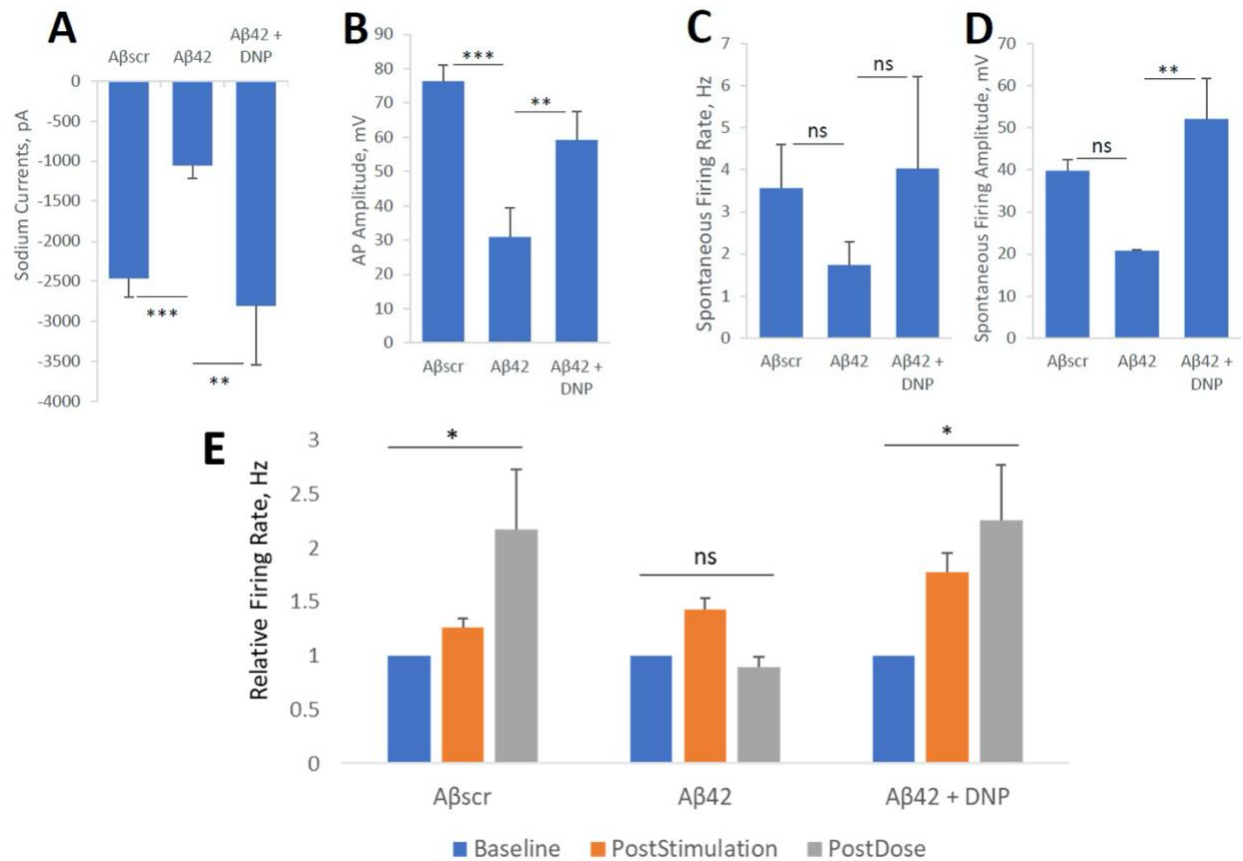 A
Aβscr
Aβ42
Aβ42 +
DNP
Sodium Currents, pA
0
-500
-1000
-1500
-2000
-2500
-3000
-3500
-4000
***
**
B
AP Amplitude, mV
90
80
70
60
50
40
30
20
10
0
***
**
Aβscr
Aβ42
Aβ42 +
DNP
C
Spontaneous Firing Rate, Hz
7
6
5
4
3
2
1
0
ns
ns
Aβscr
Aβ42
Aβ42 +
DNP
D
Spontaneous Firing Amplitude, mV
70
60
50
40
30
20
10
0
ns
**
Aβscr
Aβ42
Aβ42 +
DNP
E
Relative Firing Rate, Hz
3
2.5
2
1.5
1
0.5
0
*
ns
*
Aβscr
Aβ42
Aβ42 + DNP
Baseline
PostStimulation
PostDose